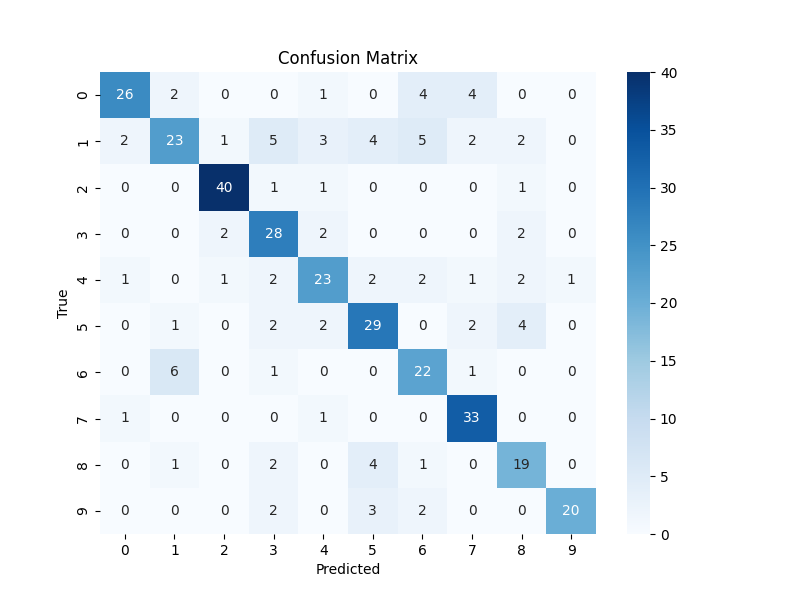 Confusion Matrix
0 26 2 0 0 1 0 4 4 0 0
1 2 23 1 5 3 4 5 2 2 0
2 0 0 40 1 1 0 0 0 1 0
3 0 0 2 28 2 0 0 0 2 0
4 1 0 1 2 23 2 2 1 2 1
5 0 1 0 2 2 29 0 2 4 0
6 0 6 0 1 0 0 22 1 0 0
7 1 0 0 0 1 0 0 33 0 0
8 0 1 0 2 0 4 1 0 19 0
9 0 0 0 2 0 3 2 0 0 20
0 1 2 3 4 5 6 7 8 9
Predicted
True
40
35
30
25
20
15
10
5
0